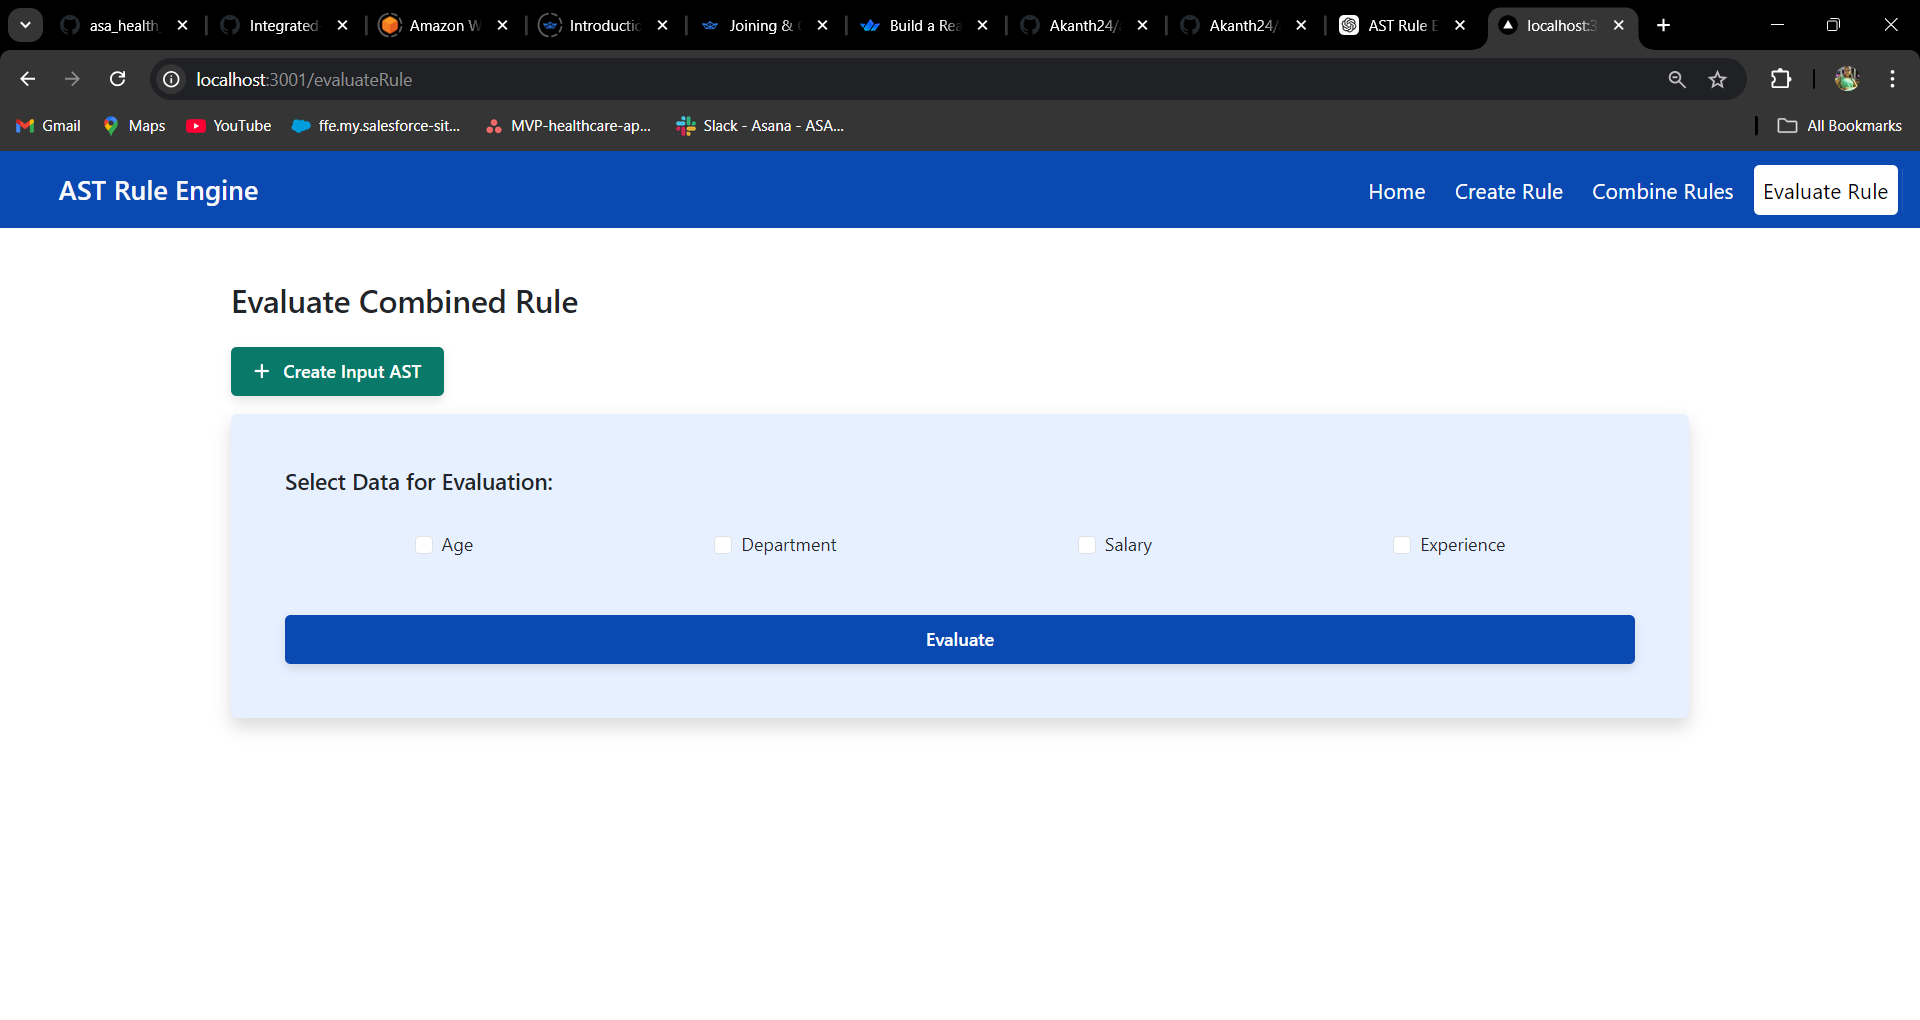 asa_health
Integrated
Amazon W
Introductic
Joining &
Build a Rea
Akanth24/
Akanth24/
AST Rule E
localhost:3
localhost:3001/evaluateRule
Gmail
Maps
YouTube
ffe.my.salesforce-sit...
MVP-healthcare-ap...
Slack - Asana - ASA...
All Bookmarks
AST Rule Engine
Home
Create Rule
Combine Rules
Evaluate Rule
Evaluate Combined Rule
+ Create Input AST
Select Data for Evaluation:
Age
Department
Salary
Experience
Evaluate